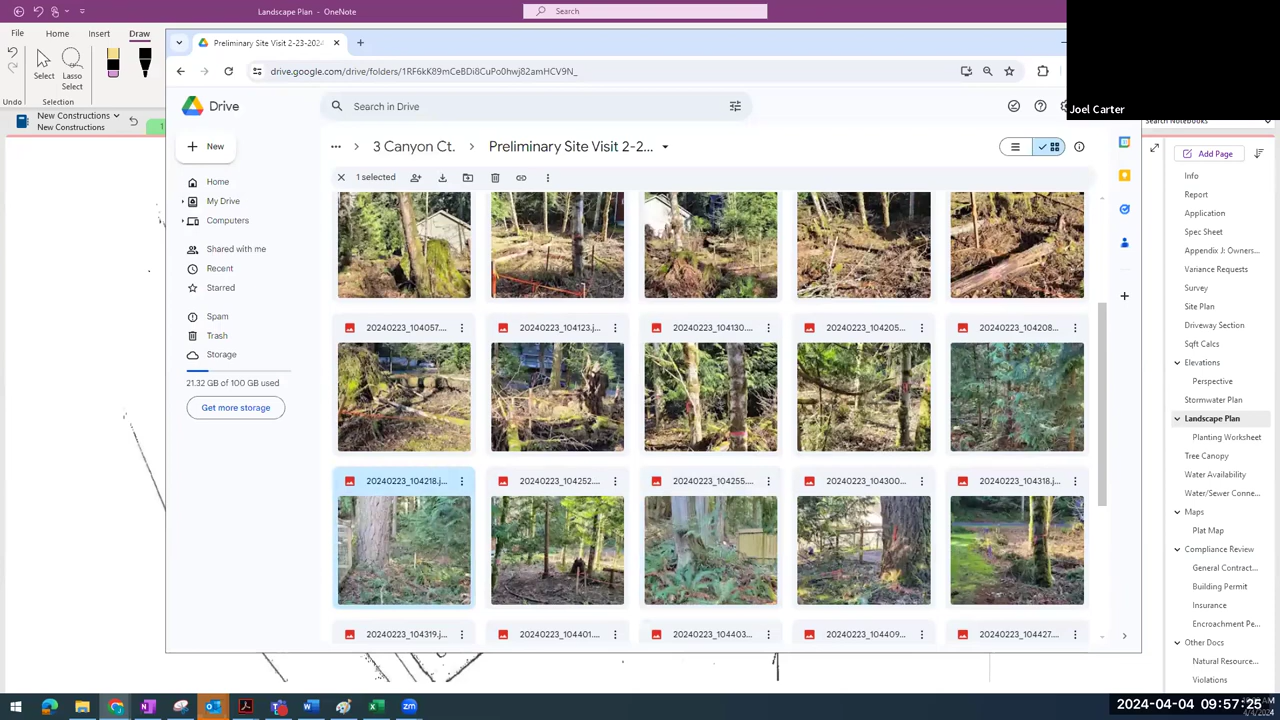 Landscape Plan - OneNote
Search
File
Home
Insert
Draw
Preliminary Site Visit 2-23-2024
drive.google.com/drive/folders/1RF6kK89mCeBDi8CuPo0hwj82amHCV9N_
Select
Lasso
Select
Undo
Selection
New Constructions
New Constructions
1
Joel Carter
Search Notebooks
Drive
Search in Drive
New
3 Canyon Ct.
Preliminary Site Visit 2-2...
1 selected
Home
My Drive
Computers
Shared with me
Recent
Starred
Spam
Trash
Storage
21.32 GB of 100 GB used
Get more storage
20240223_104057....
20240223_104123.j...
20240223_104130....
20240223_104205...
20240223_104208...
20240223_104218.j...
20240223_104252....
20240223_104255....
20240223_104300...
20240223_104318.j...
20240223_104319.j...
20240223_104401....
20240223_104403....
20240223_104409...
20240223_104427....
Add Page
Info
Report
Application
Spec Sheet
Appendix J: Owners...
Variance Requests
Survey
Site Plan
Driveway Section
Sqft Calcs
Elevations
Perspective
Stormwater Plan
Landscape Plan
Planting Worksheet
Tree Canopy
Water Availability
Water/Sewer Conne...
Maps
Plat Map
Compliance Review
General Contract...
Building Permit
Insurance
Encroachment Pe...
Other Docs
Natural Resource...
Violations
2024-04-04 09:57:25